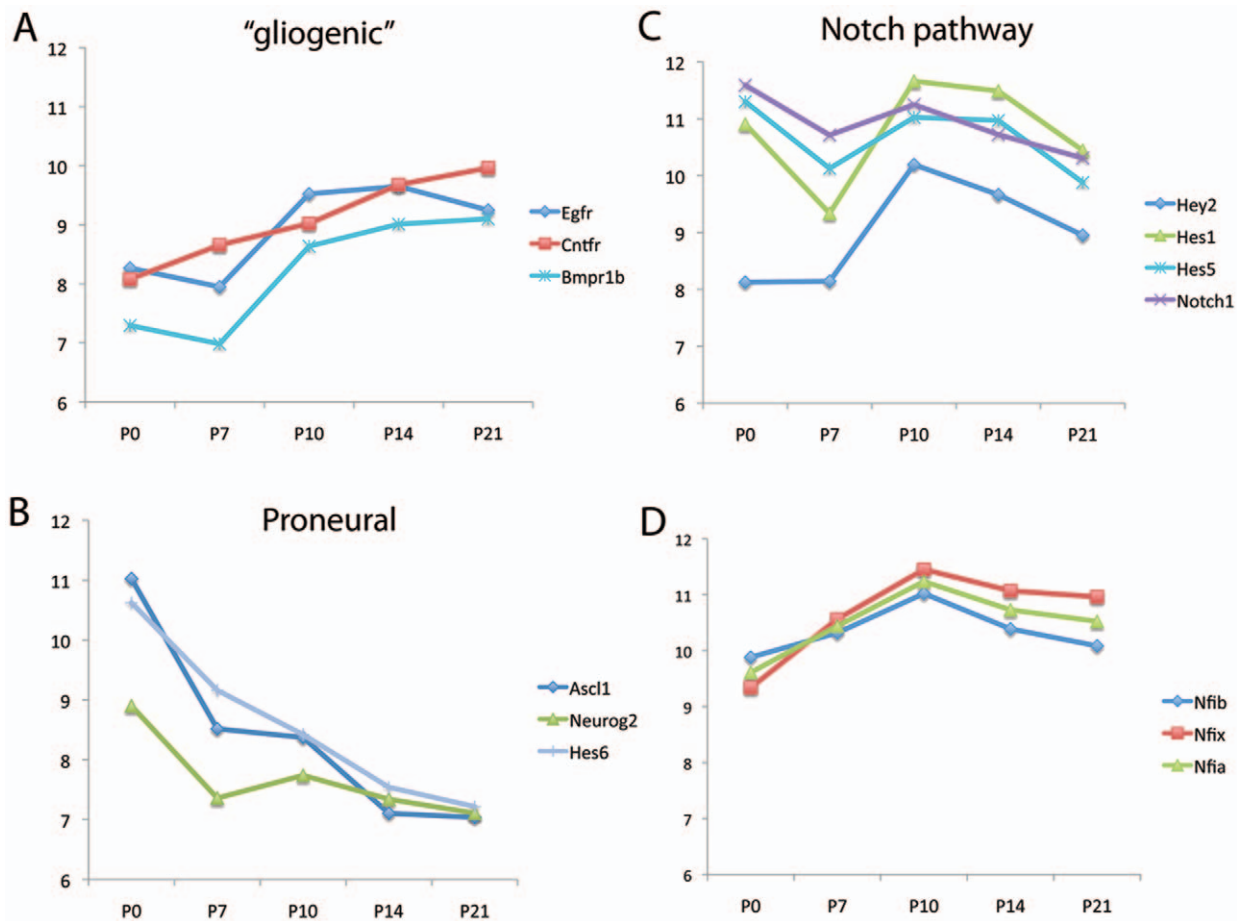 A
"gliogenic"
12
11
10
9
8
7
6
P0 P7 P10 P14 P21
Egfr
Cntfr
Bmpr1b
B
Proneural
12
11
10
9
8
7
6
P0 P7 P10 P14 P21
Ascl1
Neurog2
Hes6
C
Notch pathway
12
11
10
9
8
7
6
P0 P7 P10 P14 P21
Hey2
Hes1
Hes5
Notch1
D
12
11
10
9
8
7
6
P0 P7 P10 P14 P21
Nfib
Nfix
Nfia